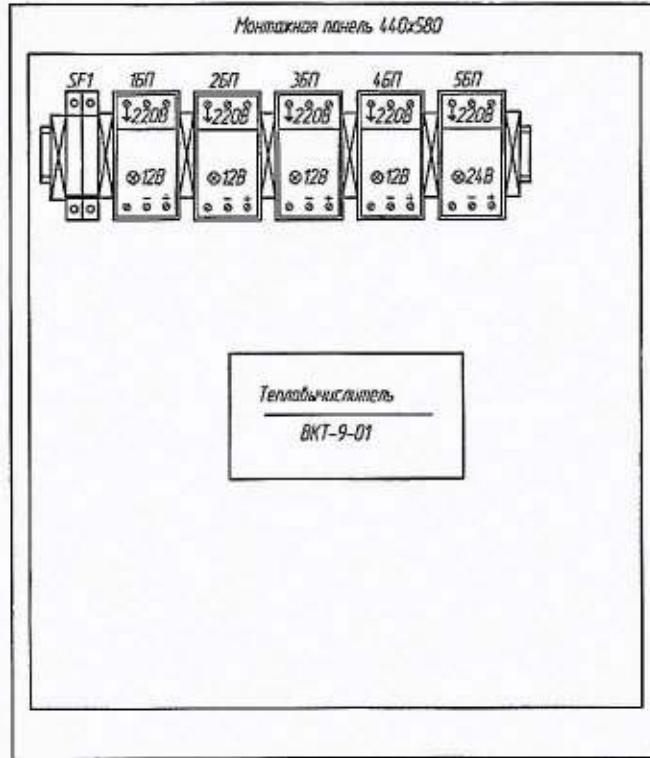 Монтажная панель 440х580
SF1 1БП 2БП 3БП 4БП 5БП
220В 220В 220В 220В 220В
12В 12В 12В 12В 24В
- + - + - + - + - +
Тепловычислитель
ВКТ-9-01